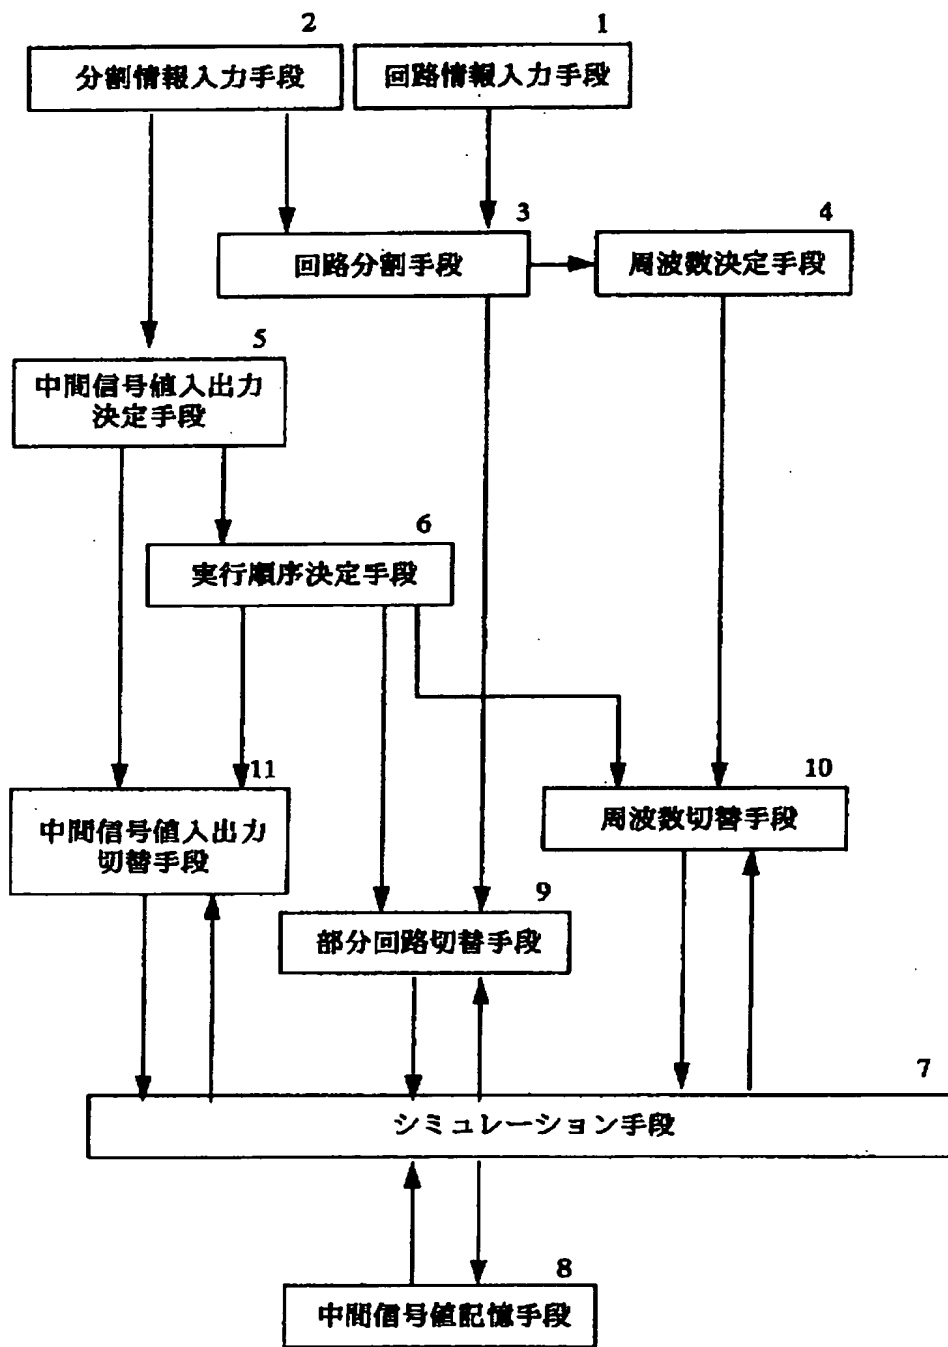 2
1
分割情報入力手段
回路情報入力手段
3
4
回路分割手段
周波数決定手段
5
中間信号値入出力
決定手段
6
実行順序決定手段
11
10
中間信号値入出力
切替手段
周波数切替手段
9
部分回路切替手段
7
シミュレーション手段
8
中間信号値記憶手段